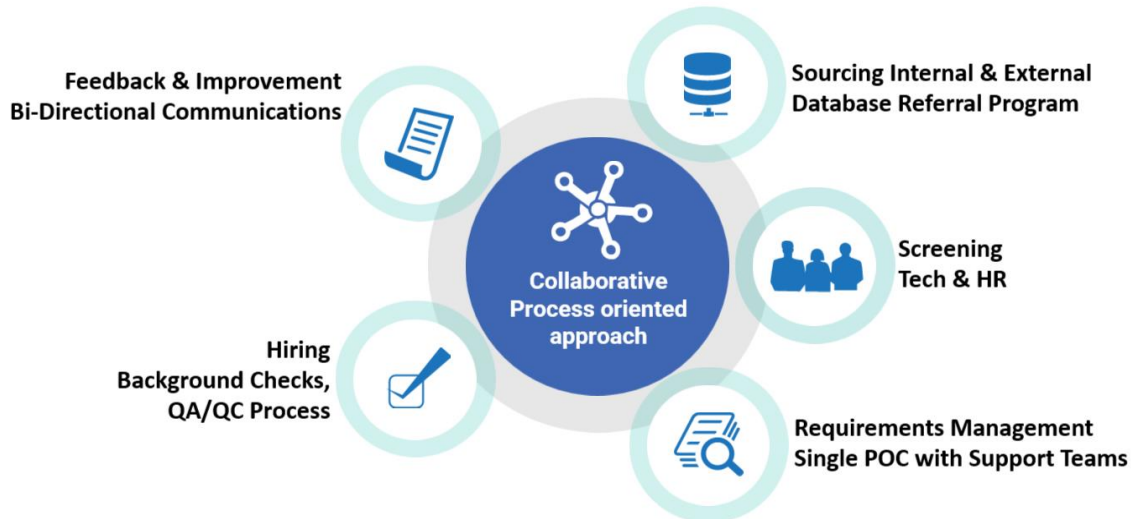 Feedback & Improvement
Bi-Directional Communications
Sourcing Internal & External
Database Referral Program
Collaborative
Process oriented
approach
Screening
Tech & HR
Hiring
Background Checks,
QA/QC Process
Requirements Management
Single POC with Support Teams